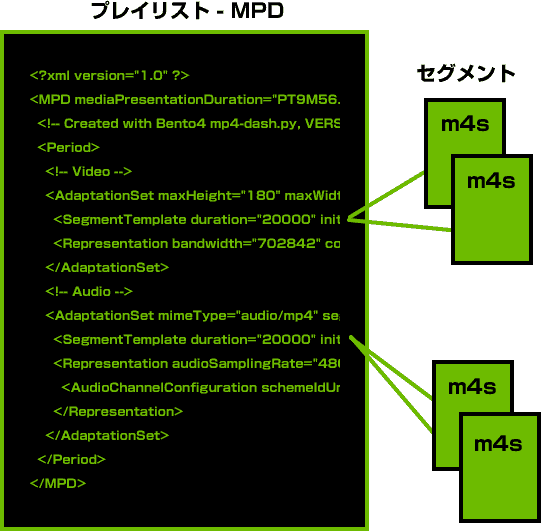 プレイリスト - MPD
<?xml version="1.0" ?>
<MPD mediaPresentationDuration="PT9M56.
<!-- Created with Bento4 mp4-dash.py, VERS
<Period>
<!-- Video -->
<AdaptationSet maxHeight="180" maxWidt
<SegmentTemplate duration="20000" init
<Representation bandwidth="702842" co
</AdaptationSet>
<!-- Audio -->
<AdaptationSet mimeType="audio/mp4" se
<SegmentTemplate duration="20000" init
<Representation audioSamplingRate="480
<AudioChannelConfiguration schemeIdUr
</Representation>
</AdaptationSet>
</Period>
</MPD>
セグメント
m4s
m4s
m4s
m4s